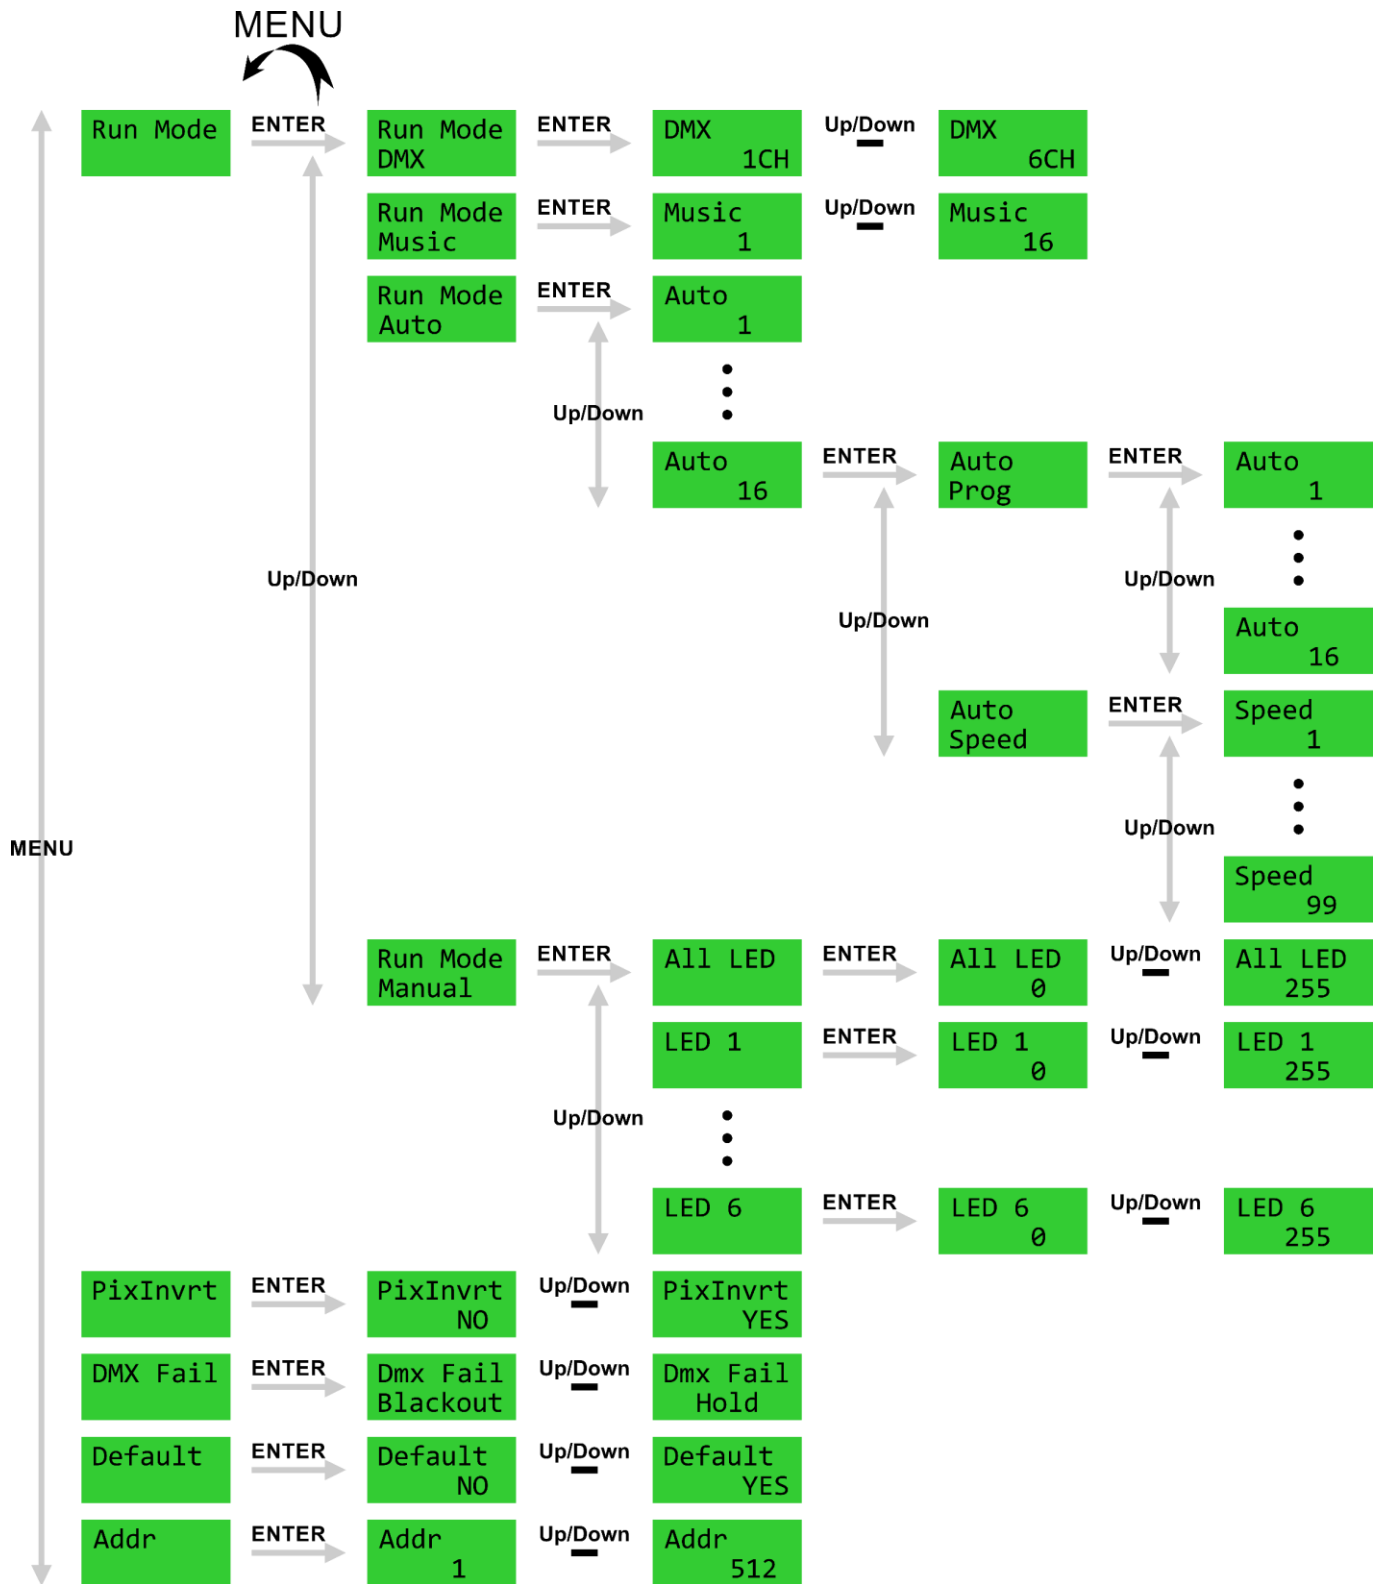 MENU
Run Mode
ENTER
Run Mode
DMX
ENTER
DMX
1CH
Up/Down
DMX
6CH
Run Mode
Music
ENTER
Music
1
Up/Down
Music
16
Run Mode
Auto
ENTER
Auto
1
Up/Down
Auto
16
ENTER
Auto
Prog
ENTER
Auto
1
Up/Down
Up/Down
Up/Down
Auto
16
Auto
Speed
ENTER
Speed
1
Up/Down
MENU
Speed
99
Run Mode
Manual
ENTER
All LED
ENTER
All LED
0
Up/Down
All LED
255
LED 1
ENTER
LED 1
0
Up/Down
LED 1
255
Up/Down
LED 6
ENTER
LED 6
0
Up/Down
LED 6
255
PixInvrt
ENTER
PixInvrt
NO
Up/Down
PixInvrt
YES
DMX Fail
ENTER
Dmx Fail
Blackout
Up/Down
Dmx Fail
Hold
Default
ENTER
Default
NO
Up/Down
Default
YES
Addr
ENTER
Addr
1
Up/Down
Addr
512